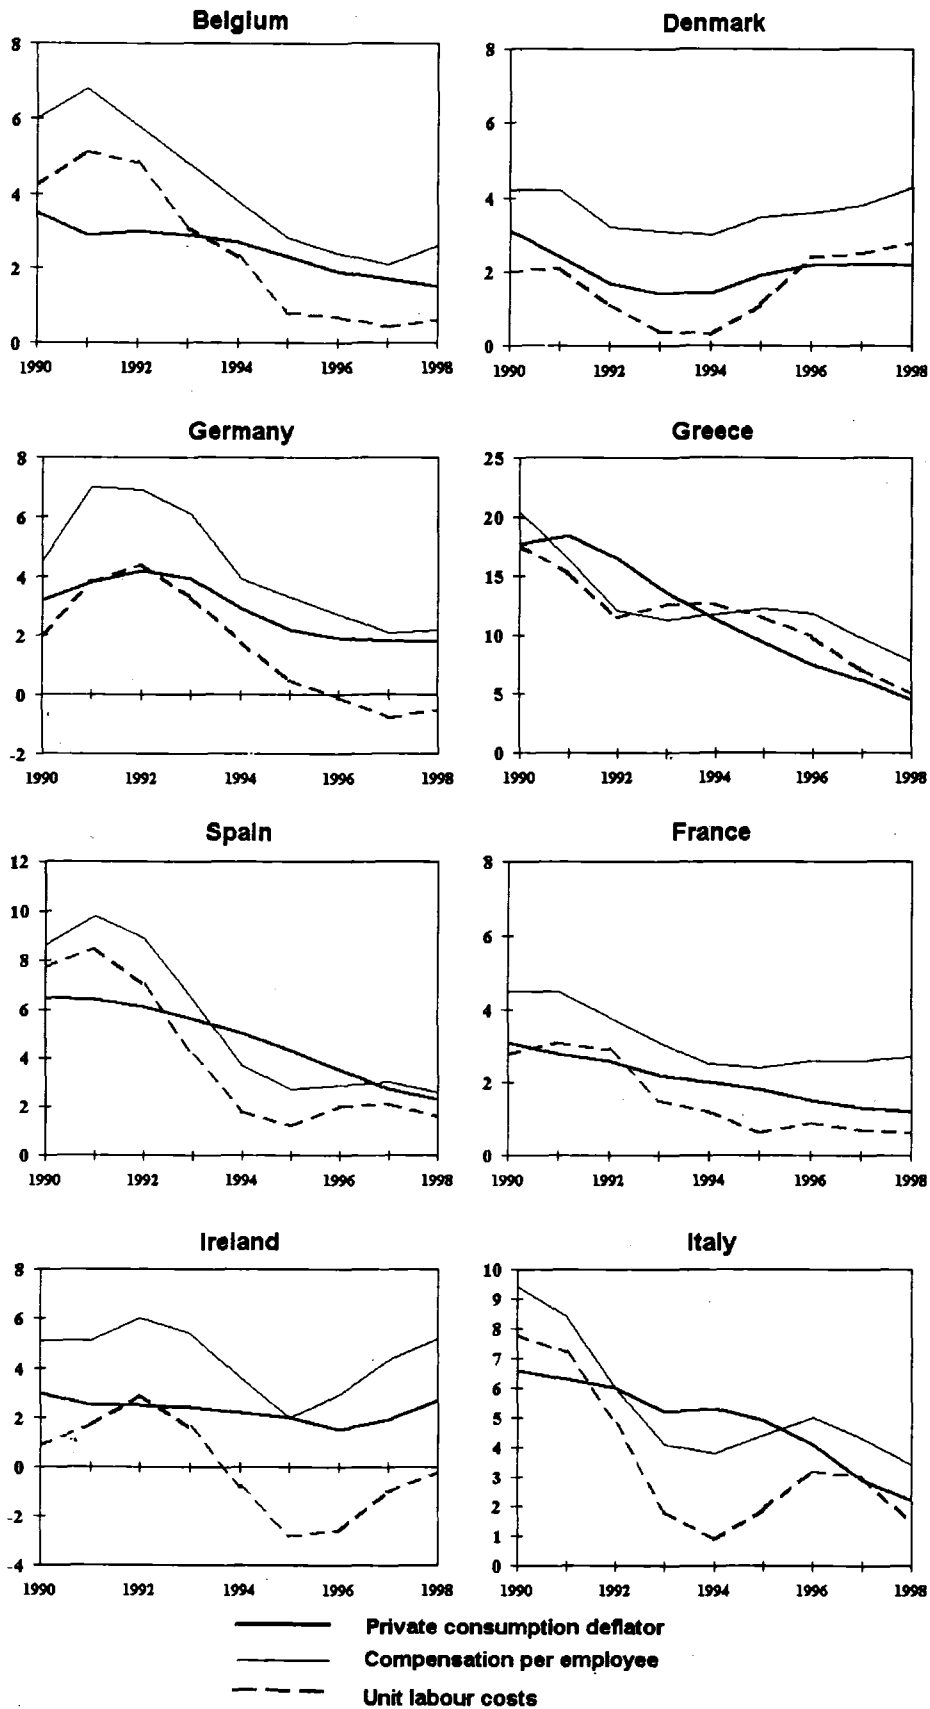 Belgium
8
6
4
2
0
1990 1992 1994 1996 1998
Denmark
8
6
4
2
0
1990 1992 1994 1996 1998
Germany
8
6
4
2
0
-2
1990 1992 1994 1996 1998
Greece
25
20
15
10
5
0
1990 1992 1994 1996 1998
Spain
12
10
8
6
4
2
0
1990 1992 1994 1996 1998
France
8
6
4
2
0
1990 1992 1994 1996 1998
Ireland
8
6
4
2
0
-2
-4
1990 1992 1994 1996 1998
Italy
10
9
8
7
6
5
4
3
2
1
0
1990 1992 1994 1996 1998
Private consumption deflator
Compensation per employee
Unit labour costs